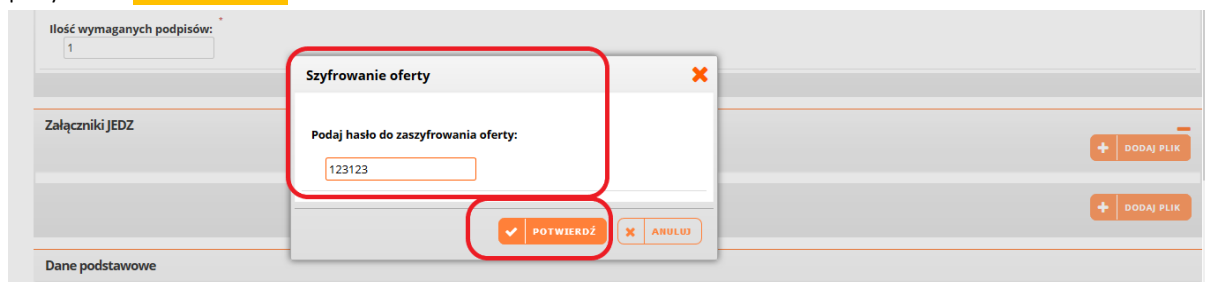 Ilość wymaganych podpisów: *
1
Szyfrowanie oferty
Załączniki JEDZ
Podaj hasło do zaszyfrowania oferty:
DODAJ PLIK
123123
DODAJ PLIK
POTWIERDŹ
ANULUJ
Dane podstawowe